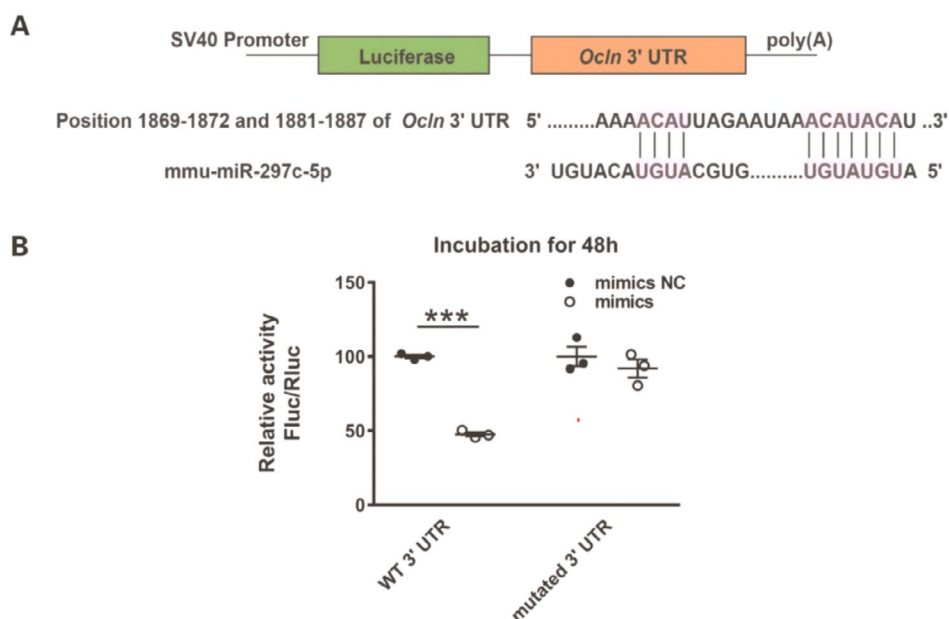 A
SV40 Promoter Luciferase Ocln 3' UTR poly(A)
Position 1869-1872 and 1881-1887 of Ocln 3' UTR 5' .........AAAACAUUAGAAUAAACAUACAU ..3'
mmu-miR-297c-5p 3' UGUACAUGUACGUG..........UGUAUGUA 5'
B
Incubation for 48h
mimics NC
mimics
***
Relative activity
Fluc/Rluc
150
100
50
0
WT 3' UTR
mutated 3' UTR